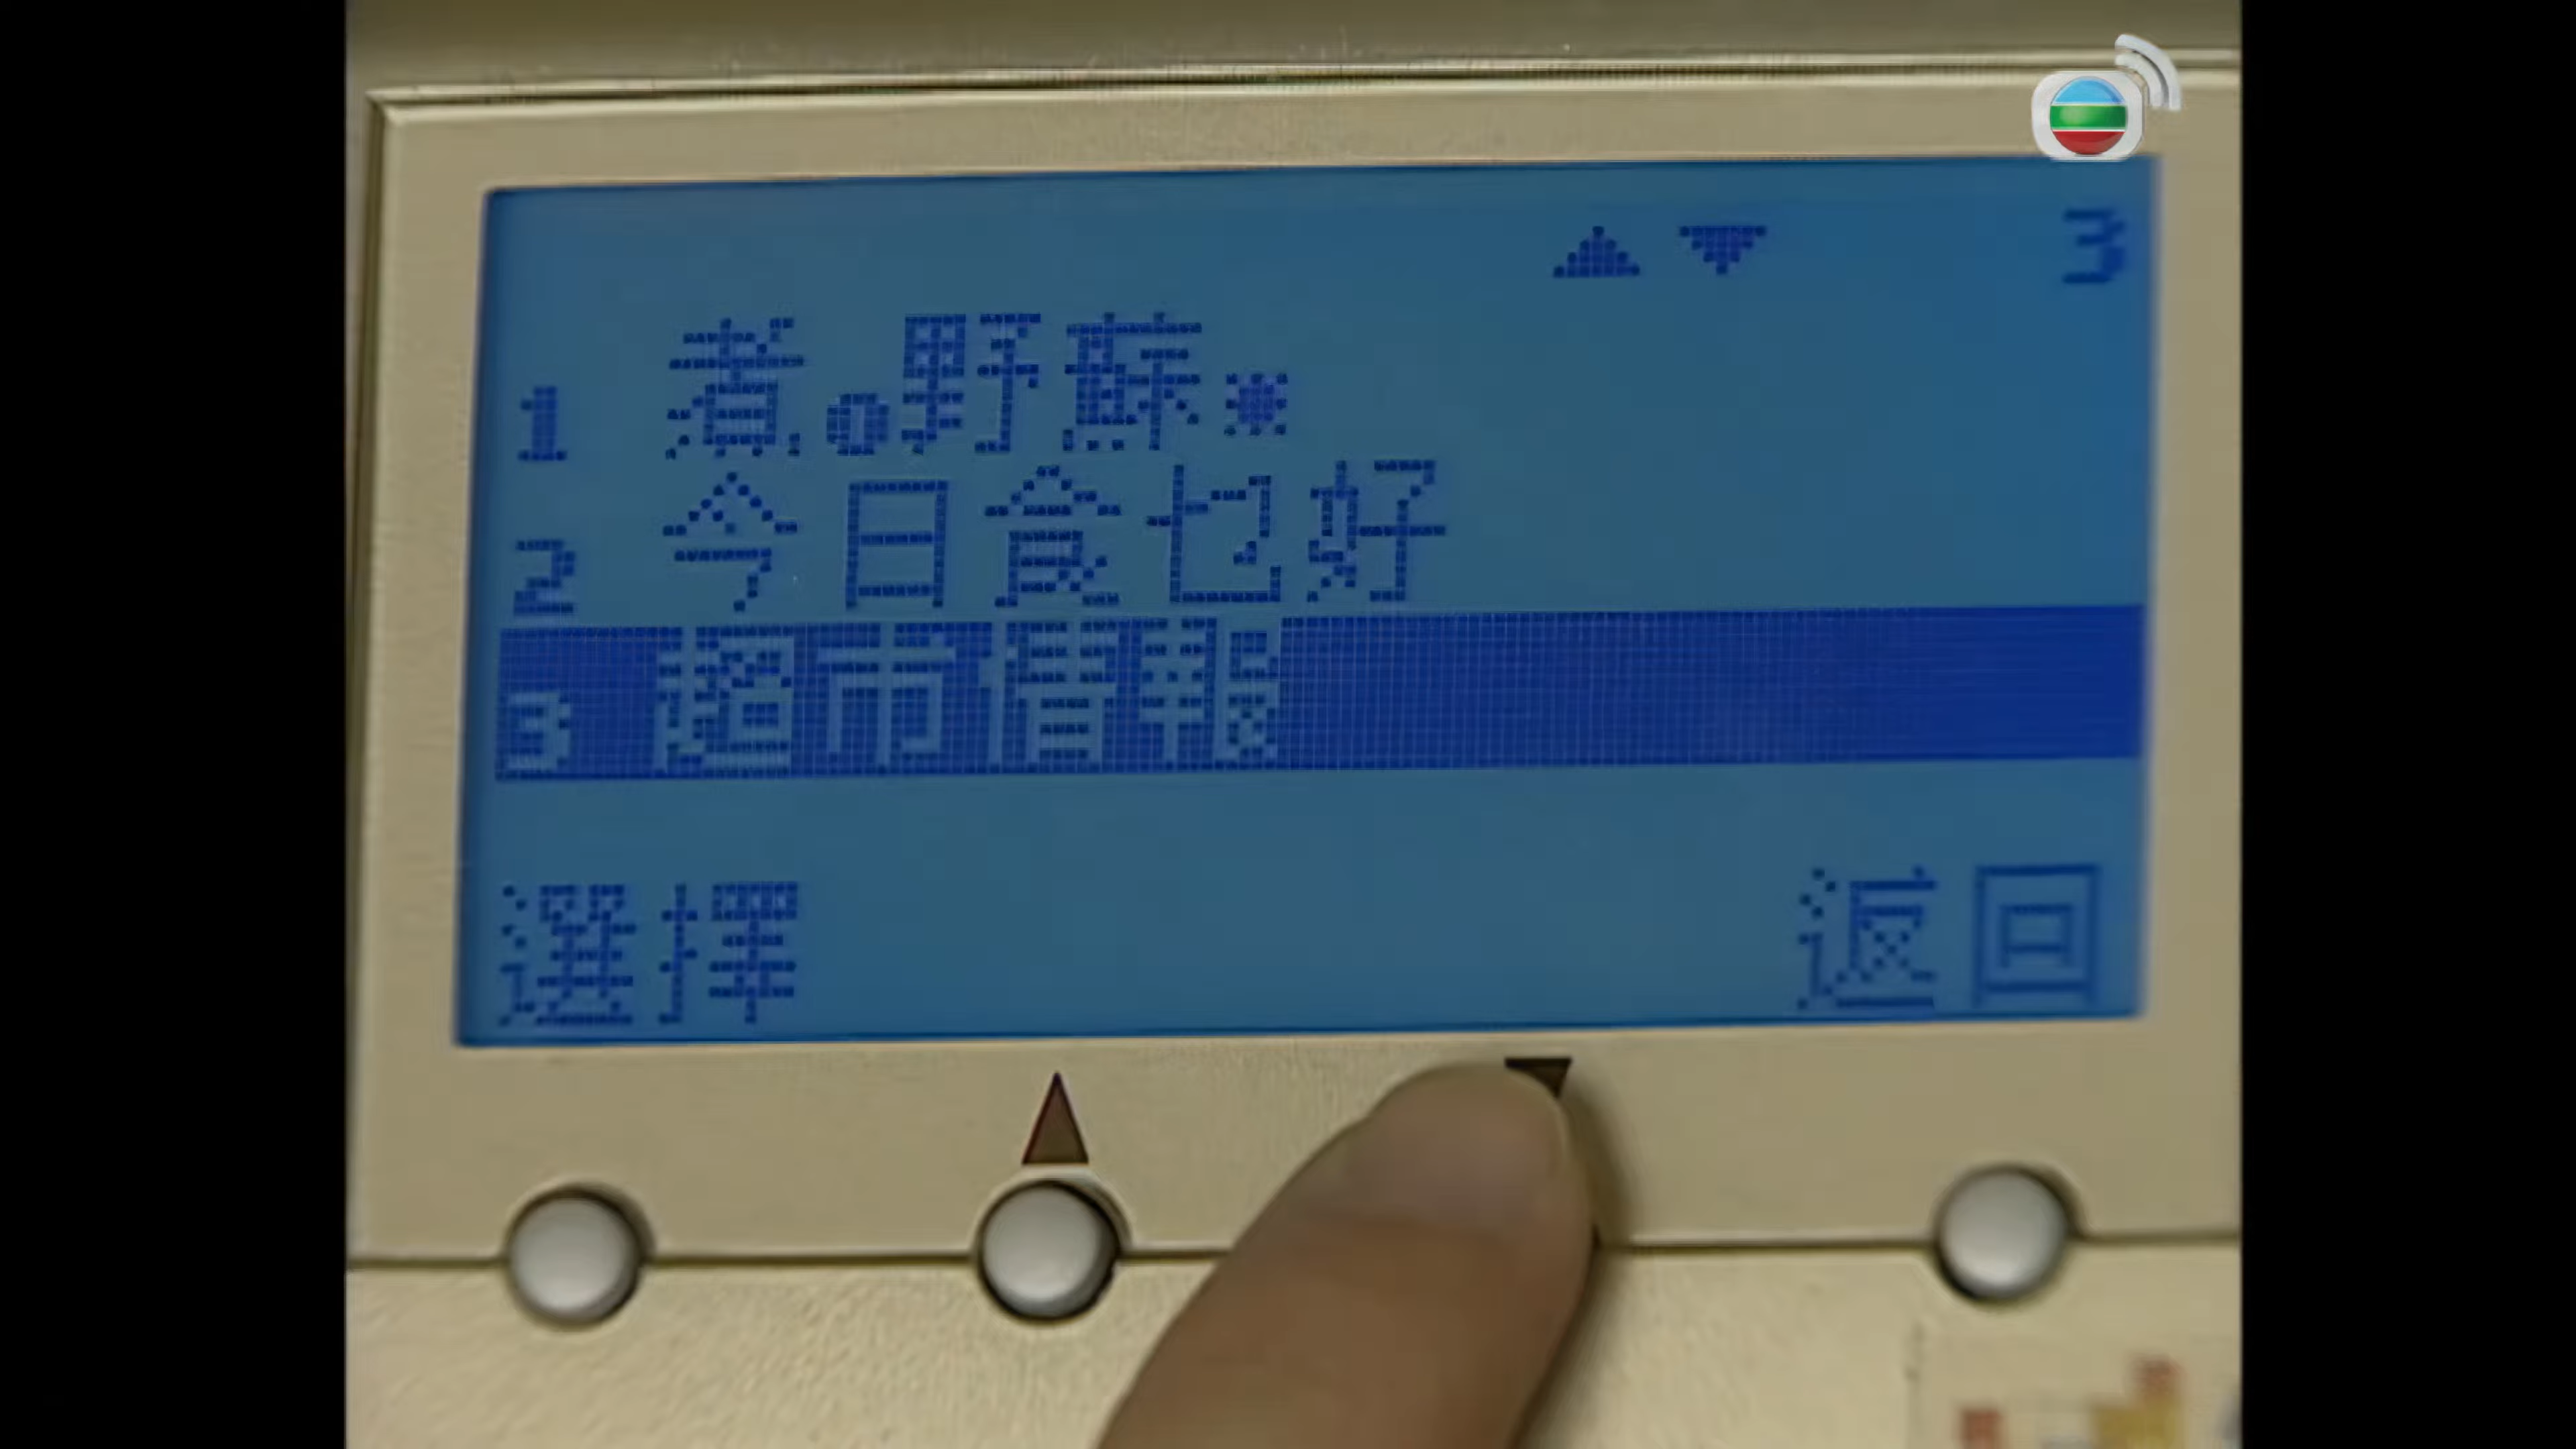 3
1 煮。野蘇:
2 今日食乜好
3 超市情報
選擇 返回